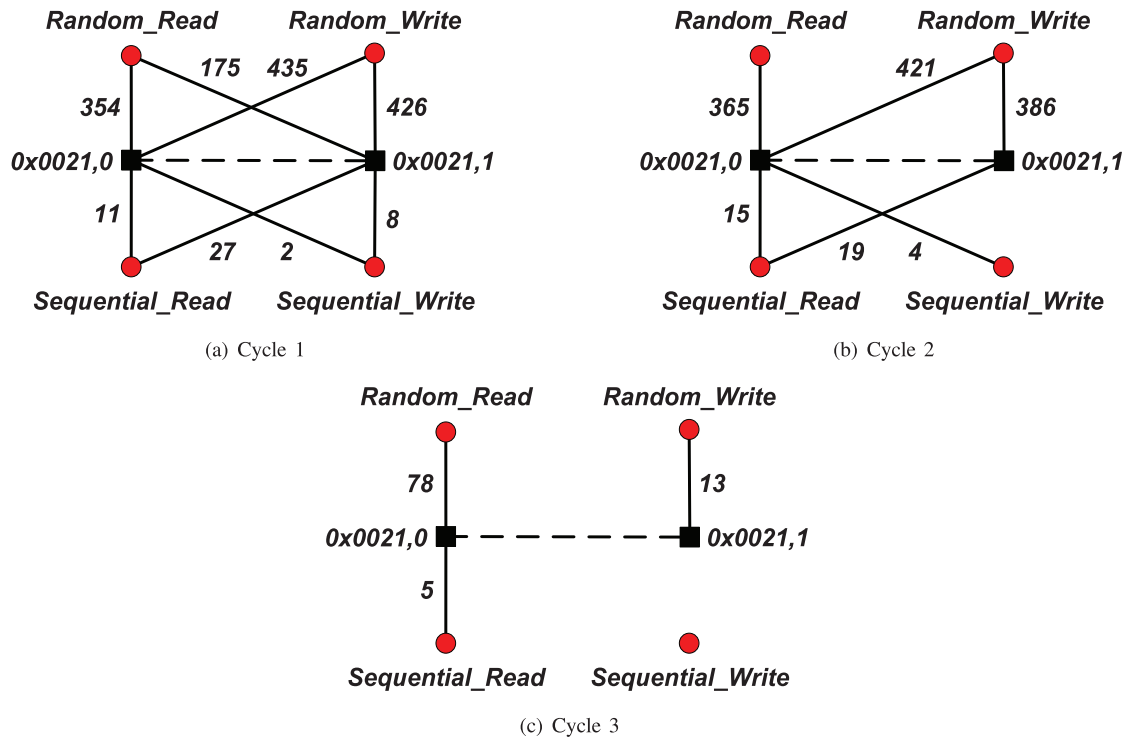 Random_Read Random_Write
175 435
354 426
0x0021,0 0x0021,1
11 8
27 2
Sequential_Read Sequential_Write
(a) Cycle 1
Random_Read Random_Write
421
365 386
0x0021,0 0x0021,1
15
19 4
Sequential_Read Sequential_Write
(b) Cycle 2
Random_Read Random_Write
78 13
0x0021,0 0x0021,1
5
Sequential_Read Sequential_Write
(c) Cycle 3